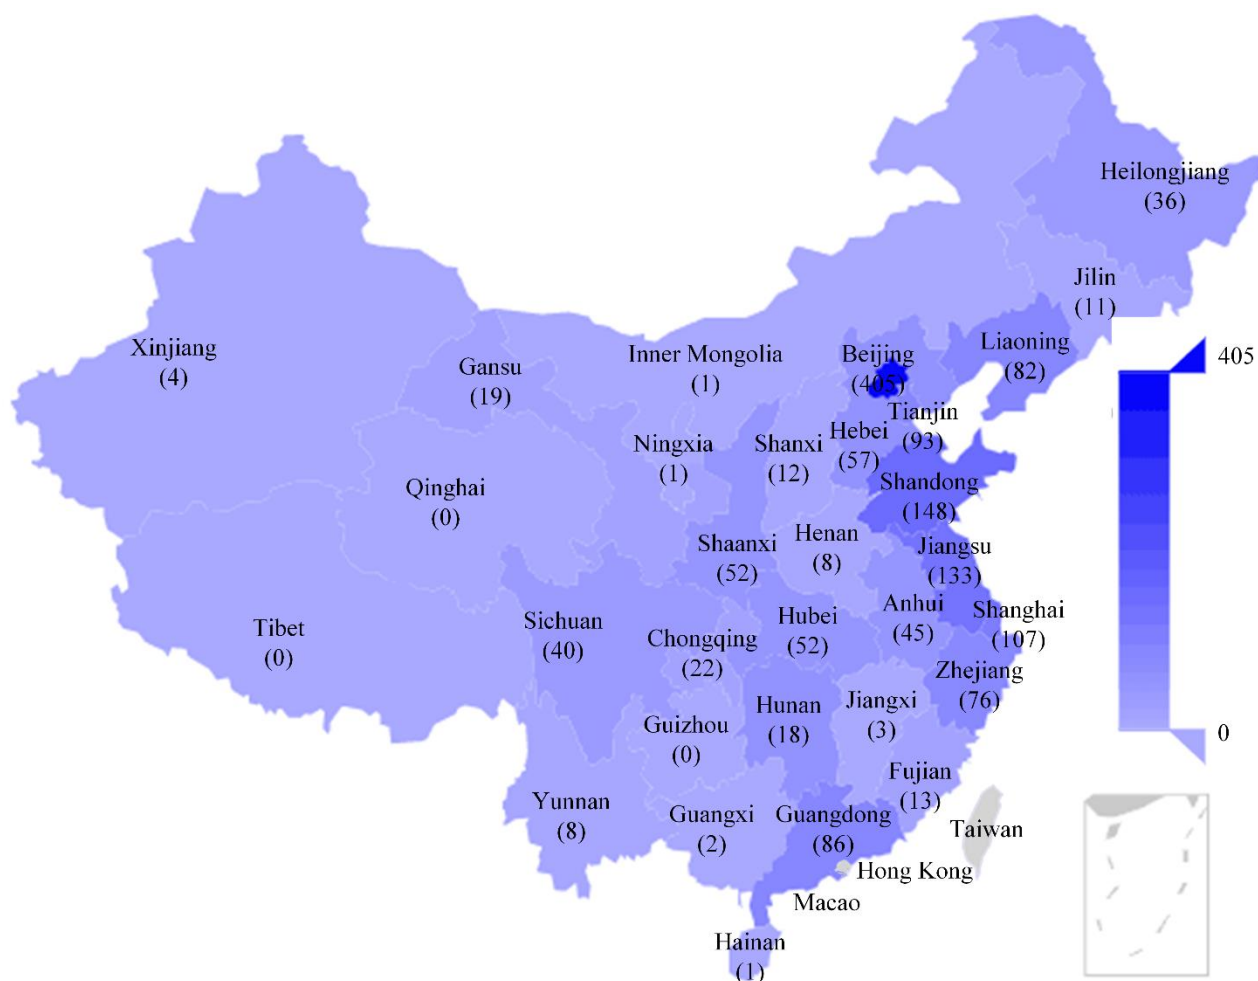 Heilongjiang
(36)
Jilin
(11)
Xinjiang
(4)
Gansu
(19)
Inner Mongolia
(1)
Beijing
(405)
Liaoning
(82)
405
Tianjin
(93)
Hebei
(57)
Ningxia
(1)
Shanxi
(12)
Qinghai
(0)
Shandong
(148)
Shaanxi
(52)
Henan
(8)
Jiangsu
(133)
Tibet
(0)
Sichuan
(40)
Chongqing
(22)
Hubei
(52)
Anhui
(45)
Shanghai
(107)
Zhejiang
(76)
Guizhou
(0)
Hunan
(18)
Jiangxi
(3)
0
Fujian
(13)
Yunnan
(8)
Guangxi
(2)
Guangdong
(86)
Taiwan
Hong Kong
Macao
Hainan
(1)